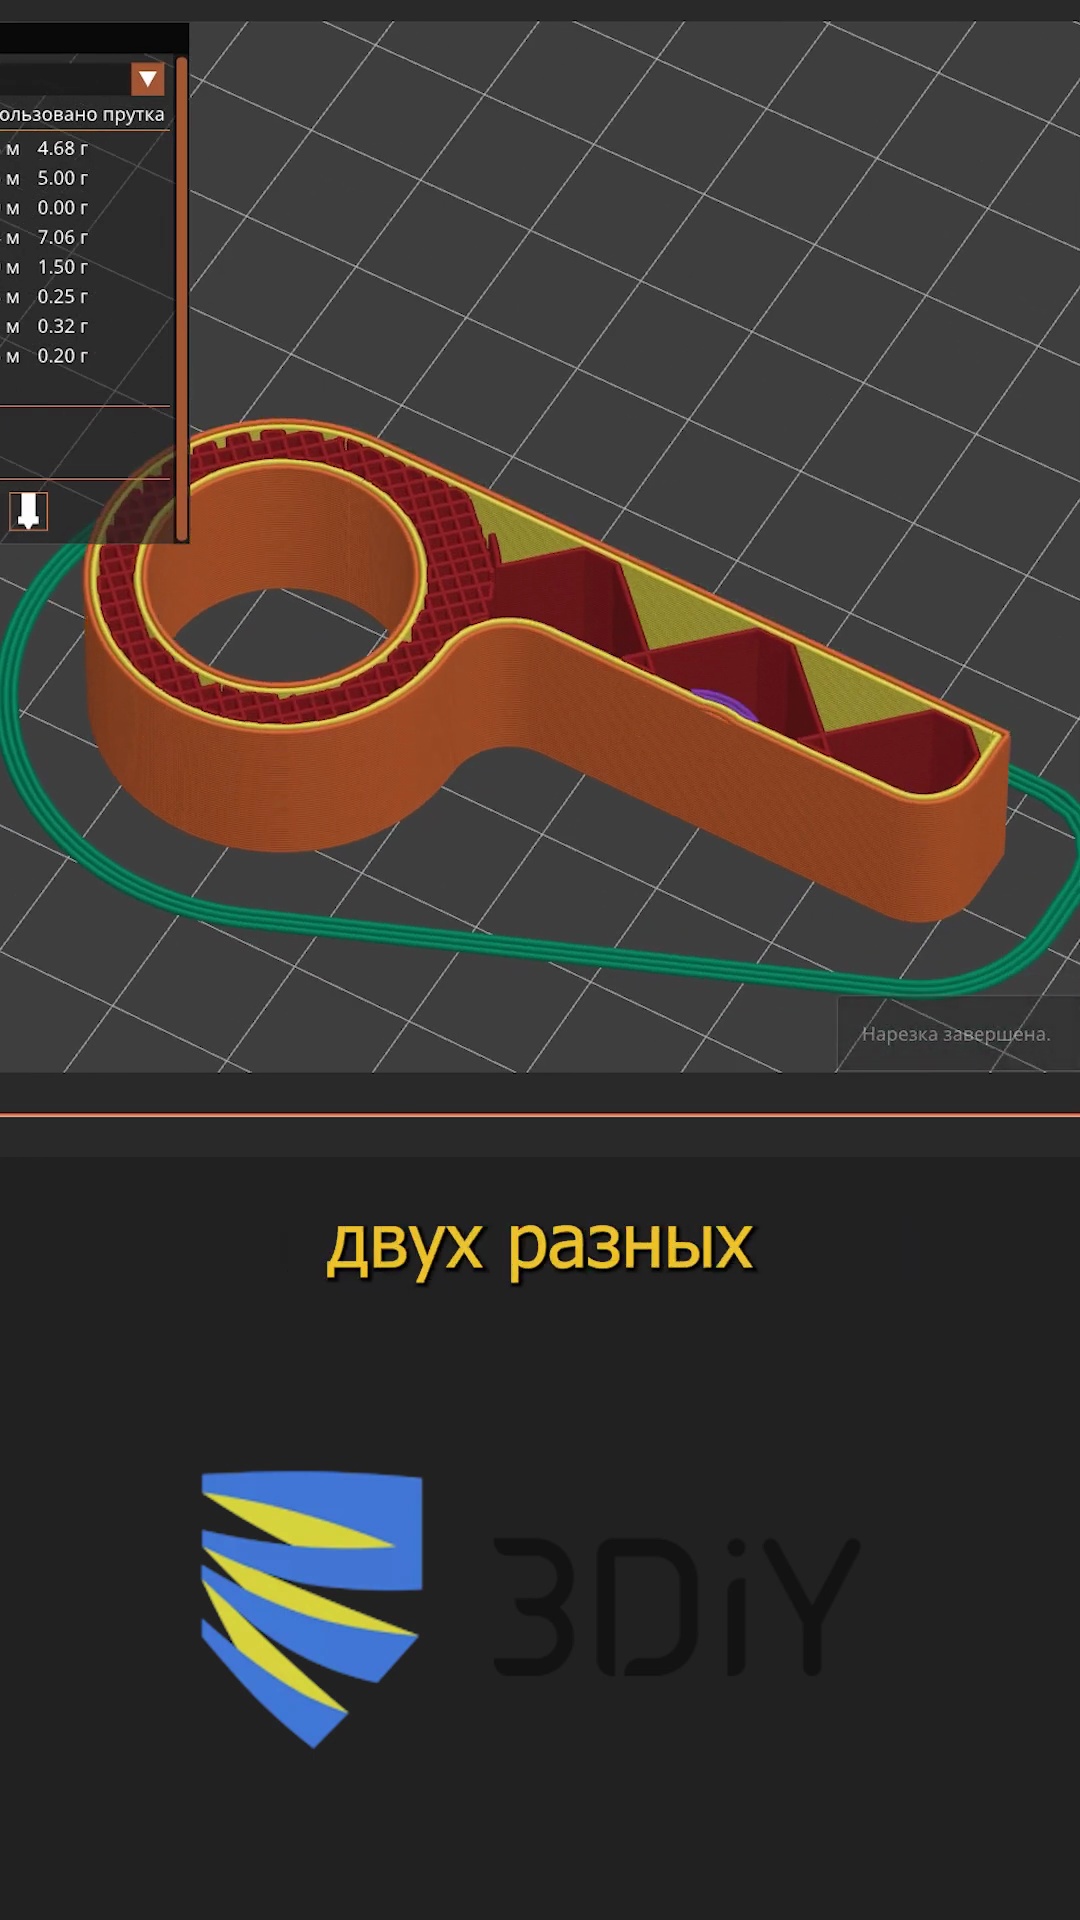 ользовано прутка
м 4.68 г
м 5.00 г
м 0.00 г
м 7.06 г
м 1.50 г
м 0.25 г
м 0.32 г
м 0.20 г
Нарезка завершена.
двух разных
3DiY